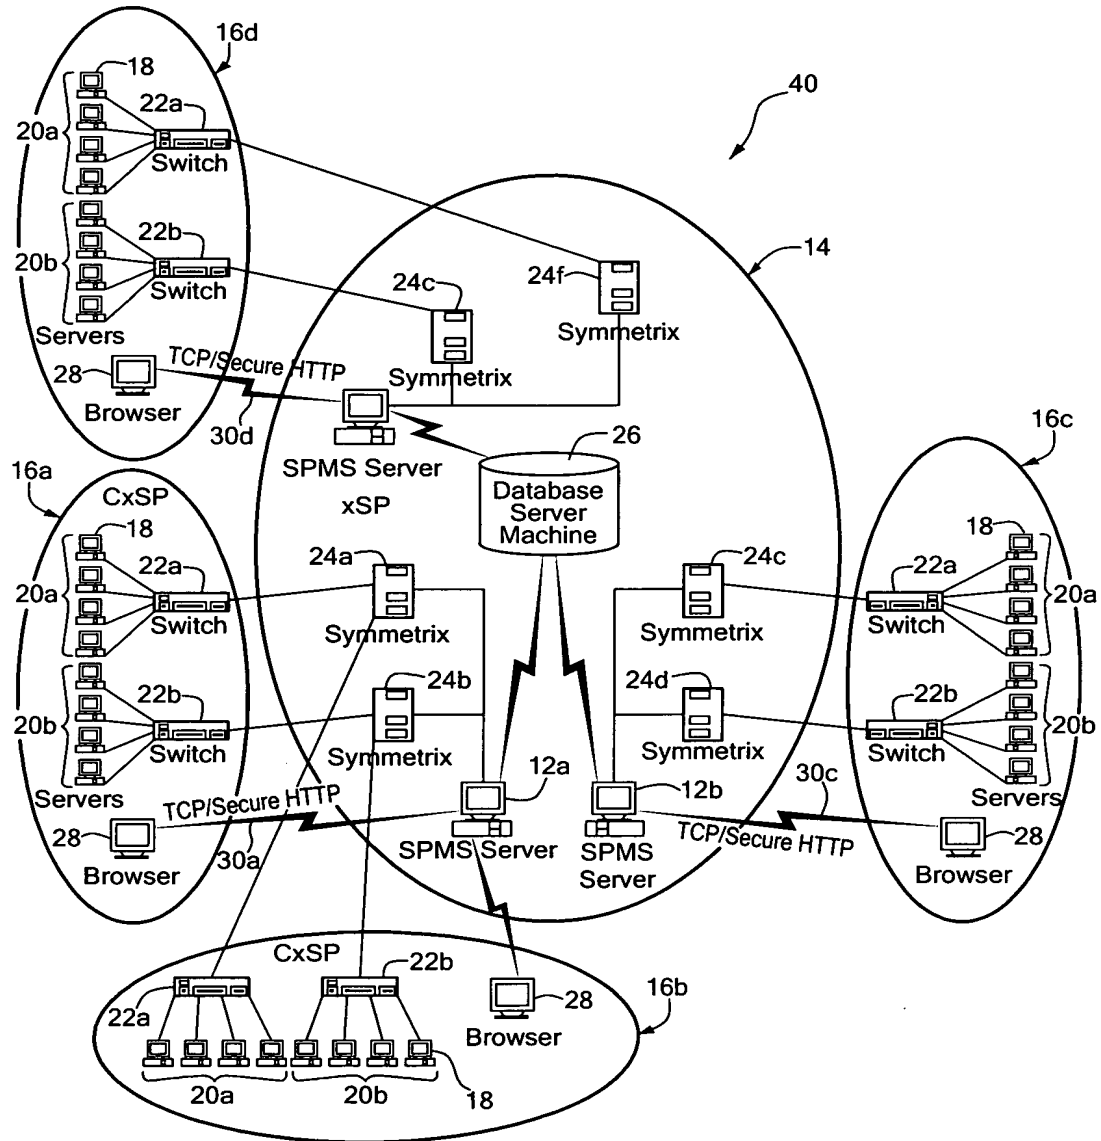 16d
18
40
22a
20a
Switch
14
22b
24f
24c
20b
Switch
Symmetrix
Servers
TCP/Secure HTTP
Symmetrix
28
Browser
30d
26
16c
SPMS Server
xSP
Database
Server
Machine
16a
CxSP
18
18
24a
24c
22a
22a
20a
20a
Switch
Symmetrix
Symmetrix
Switch
22b
24b
24d
22b
20b
20b
Switch
Symmetrix
Symmetrix
Switch
Servers
12a
12b
30c
Servers
TCP/Secure HTTP
28
TCP/Secure HTTP
28
30a
SPMS Server
SPMS
Server
Browser
Browser
CxSP
22b
22a
28
16b
Browser
20a
20b
18